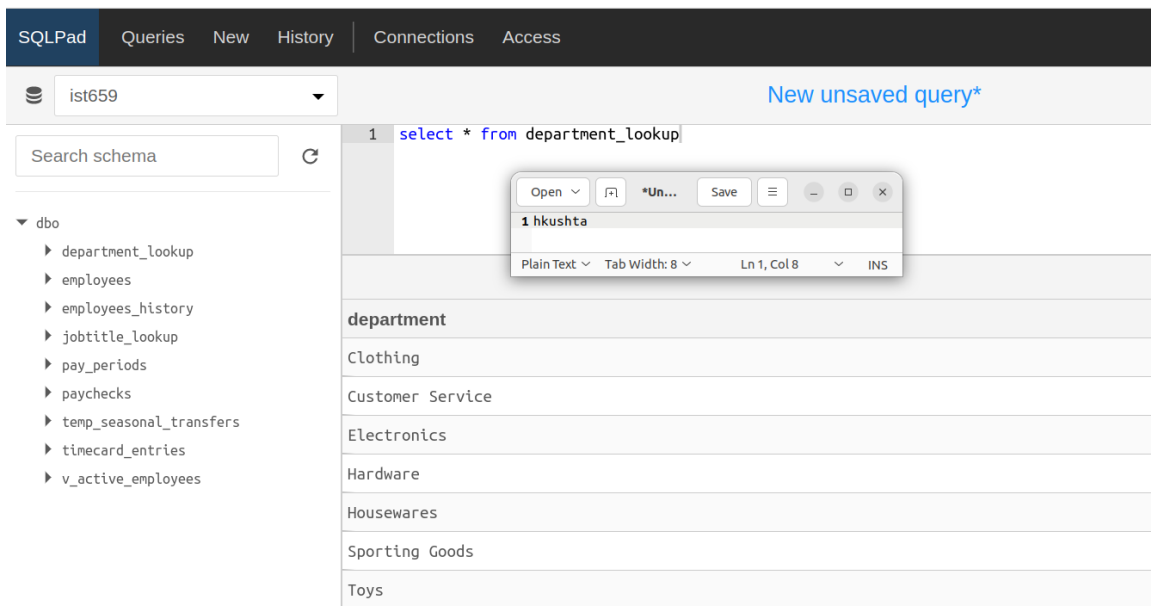 SQLPad Queries New History Connections Access
ist659
New unsaved query*
Search schema
dbo
department_lookup
employees
employees_history
jobtitle_lookup
pay_periods
paychecks
temp_seasonal_transfers
timecard_entries
v_active_employees
1 select * from department_lookup
Open *Un... Save
1 hkushta
Plain Text Tab Width: 8 Ln 1, Col 8 INS
department
Clothing
Customer Service
Electronics
Hardware
Housewares
Sporting Goods
Toys